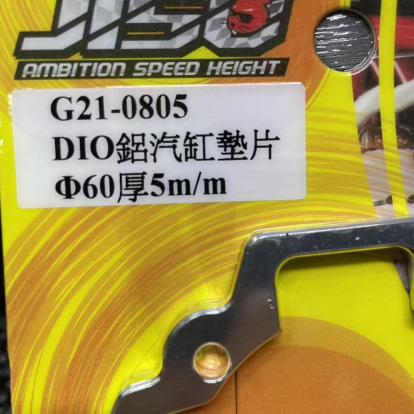 JISO
AMBITION SPEED HEIGHT
G21-0805
DIO鋁汽缸墊片
Φ60厚5m/m